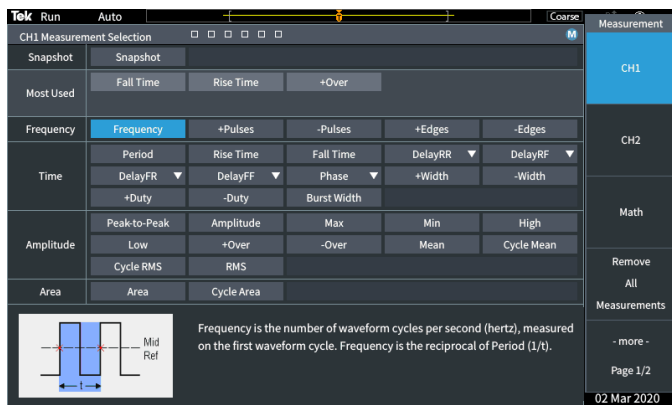 Tek Run Auto Coarse
CH1 Measurement Selection M
Snapshot Snapshot
Most Used Fall Time Rise Time +Over
Frequency Frequency +Pulses -Pulses +Edges -Edges
Time Period Rise Time Fall Time DelayRR DelayRF
DelayFR DelayFF Phase +Width -Width
+Duty -Duty Burst Width
Amplitude Peak-to-Peak Amplitude Max Min High
Low +Over -Over Mean Cycle Mean
Cycle RMS RMS
Area Area Cycle Area
Mid
Ref
t
Frequency is the number of waveform cycles per second (hertz), measured
on the first waveform cycle. Frequency is the reciprocal of Period (1/t).
Measurement
CH1
CH2
Math
Remove
All
Measurements
- more -
Page 1/2
02 Mar 2020